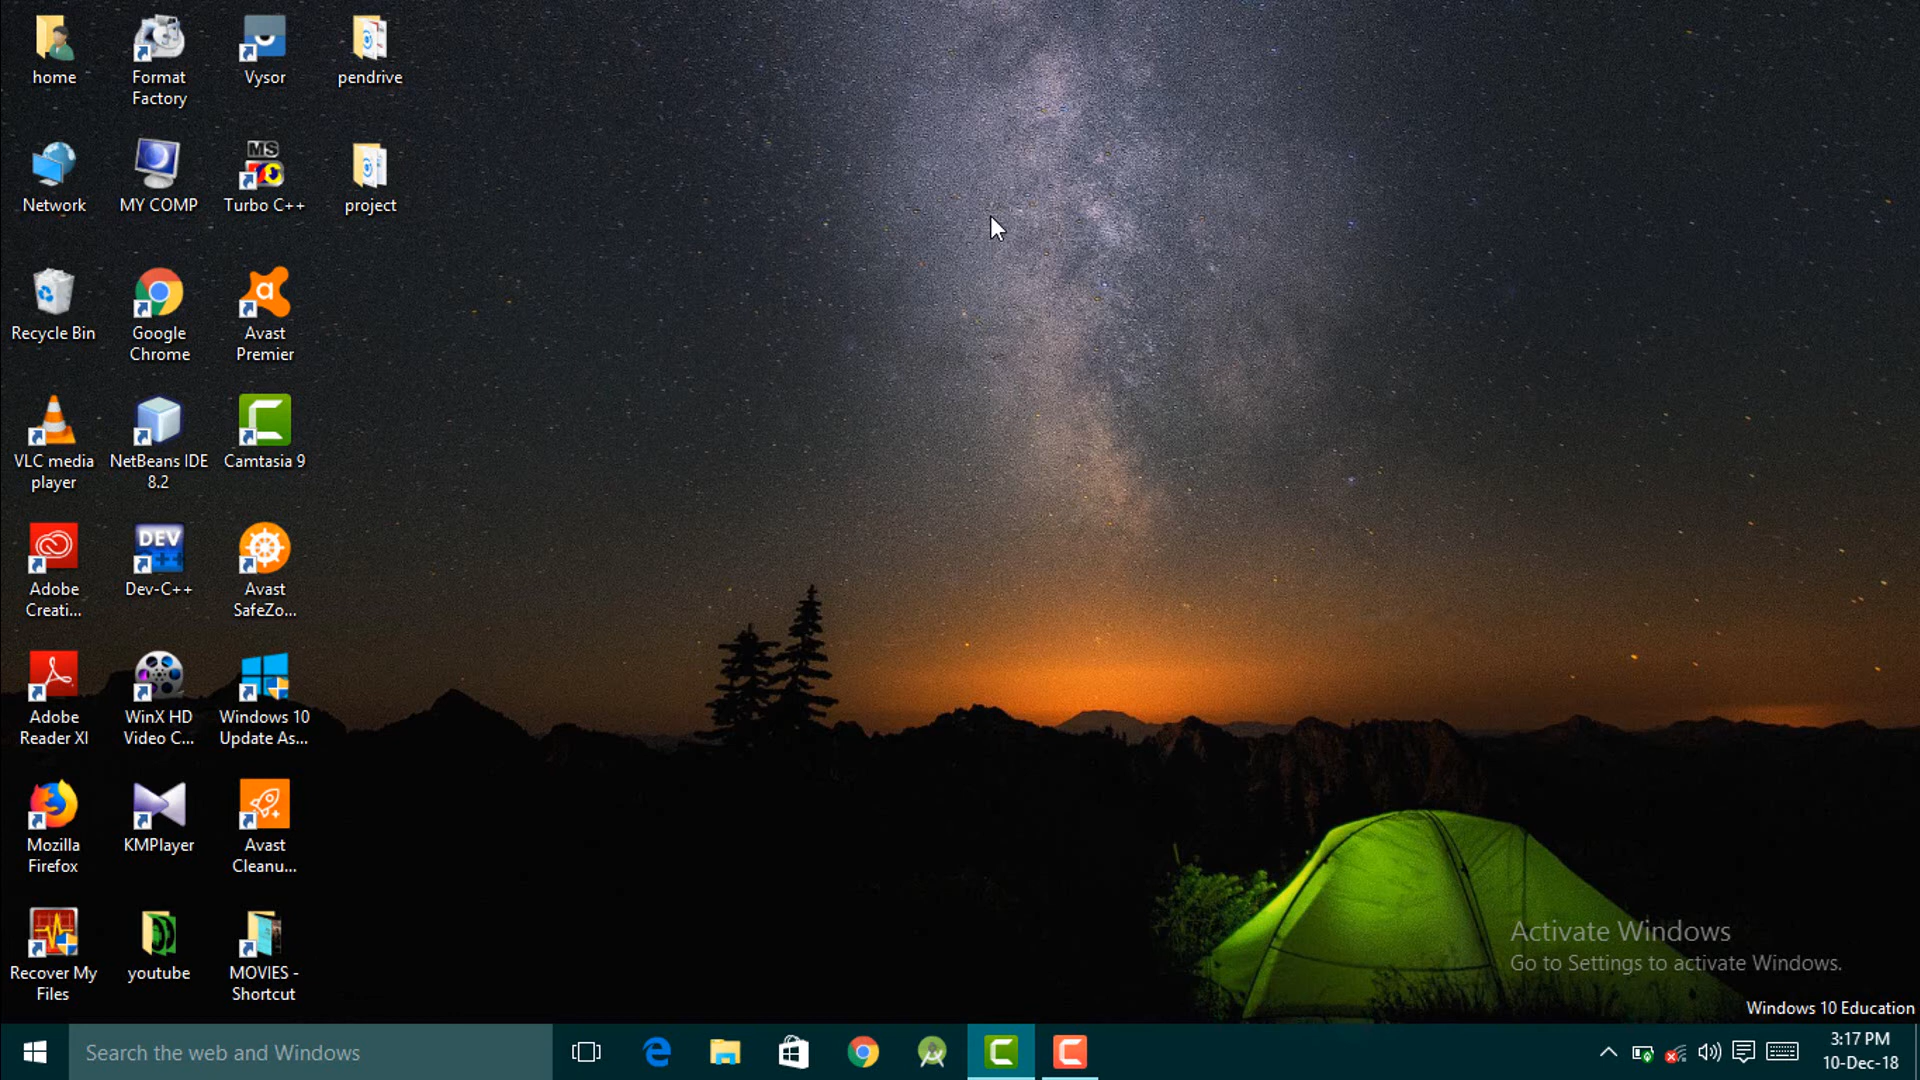 home
Format
Factory
Vysor
pendrive
Network
MY COMP
MS
Turbo C++
project
Recycle Bin
Google
Chrome
a
Avast
Premier
VLC media
player
NetBeans IDE
8.2
Camtasia 9
Adobe
Creati...
DEV
C++
Dev-C++
Avast
SafeZo...
Adobe
Reader XI
WinX HD
Video C...
Windows 10
Update As...
Mozilla
Firefox
KMPlayer
Avast
Cleanu...
Recover My
Files
youtube
MOVIES -
Shortcut
Activate Windows
Go to Settings to activate Windows.
Windows 10 Education
Search the web and Windows
3:17 PM
10-Dec-18